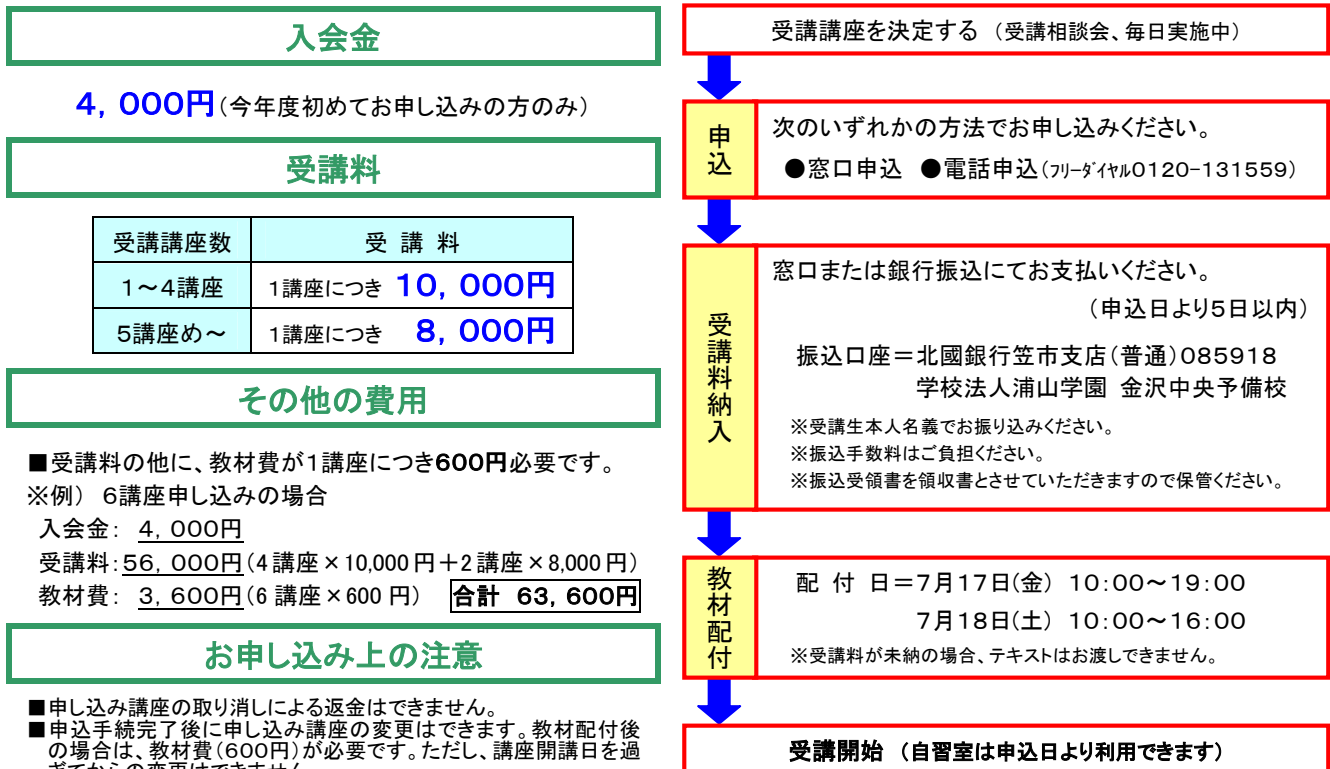 入会金
4,000円(今年度初めてお申し込みの方のみ)
受講料
受講講座数 受 講 料
1～4講座 1講座につき 10,000円
5講座め～ 1講座につき 8,000円
その他の費用
■受講料の他に、教材費が1講座につき600円必要です。
※例) 6講座申し込みの場合
入会金: 4,000円
受講料:56,000円(4講座×10,000円+2講座×8,000円)
教材費: 3,600円(6講座×600円) 合計 63,600円
お申し込み上の注意
■申し込み講座の取り消しによる返金はできません。
■申込手続完了後に申し込み講座の変更はできます。教材配付後
の場合は、教材費(600円)が必要です。ただし、講座開講日を過
ぎてからの変更はできません。
受講講座を決定する (受講相談会、毎日実施中)
申込
次のいずれかの方法でお申し込みください。
●窓口申込 ●電話申込(ﾌﾘｰﾀﾞｲﾔﾙ0120-131559)
受講料納入
窓口または銀行振込にてお支払いください。
(申込日より5日以内)
振込口座=北國銀行笠市支店(普通)085918
学校法人浦山学園 金沢中央予備校
※受講生本人名義でお振り込みください。
※振込手数料はご負担ください。
※振込受領書を領収書とさせていただきますので保管ください。
教材配付
配 付 日=7月17日(金) 10:00～19:00
7月18日(土) 10:00～16:00
※受講料が未納の場合、テキストはお渡しできません。
受講開始 (自習室は申込日より利用できます)